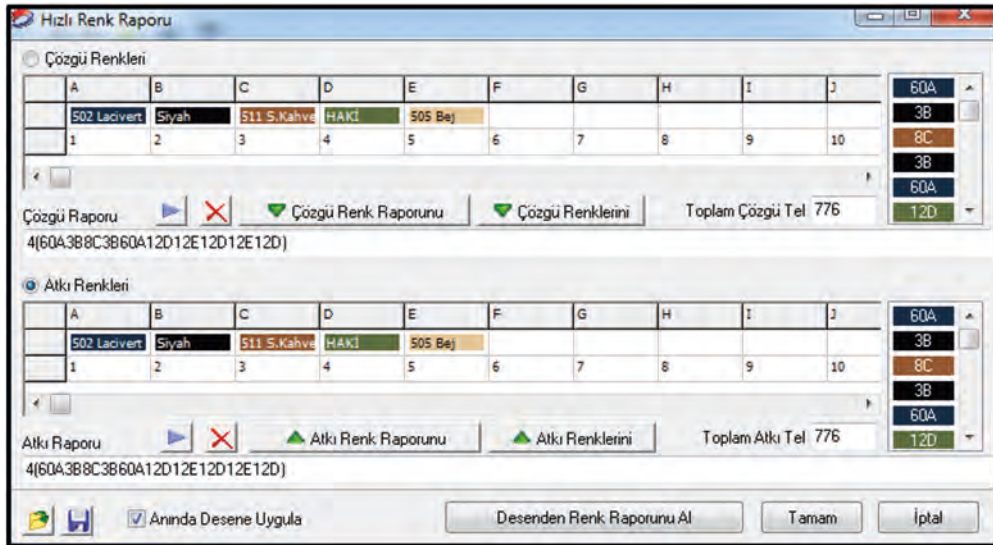 Hızlı Renk Raporu
Çözgü Renkleri
A B C D E F G H I J
502 Lacivert Siyah 511 S.Kahve HAKİ 505 Bej
1 2 3 4 5 6 7 8 9 10
60A
3B
8C
3B
60A
12D
Çözgü Raporu Çözgü Renk Raporunu Çözgü Renklerini Toplam Çözgü Tel 776
4(60A3B8C3B60A12D12E12D12E12D)
Atkı Renkleri
A B C D E F G H I J
502 Lacivert Siyah 511 S.Kahve HAKİ 505 Bej
1 2 3 4 5 6 7 8 9 10
60A
3B
8C
3B
60A
12D
Atkı Raporu Atkı Renk Raporunu Atkı Renklerini Toplam Atkı Tel 776
4(60A3B8C3B60A12D12E12D12E12D)
Anında Desene Uygula Desenden Renk Raporunu Al Tamam İptal